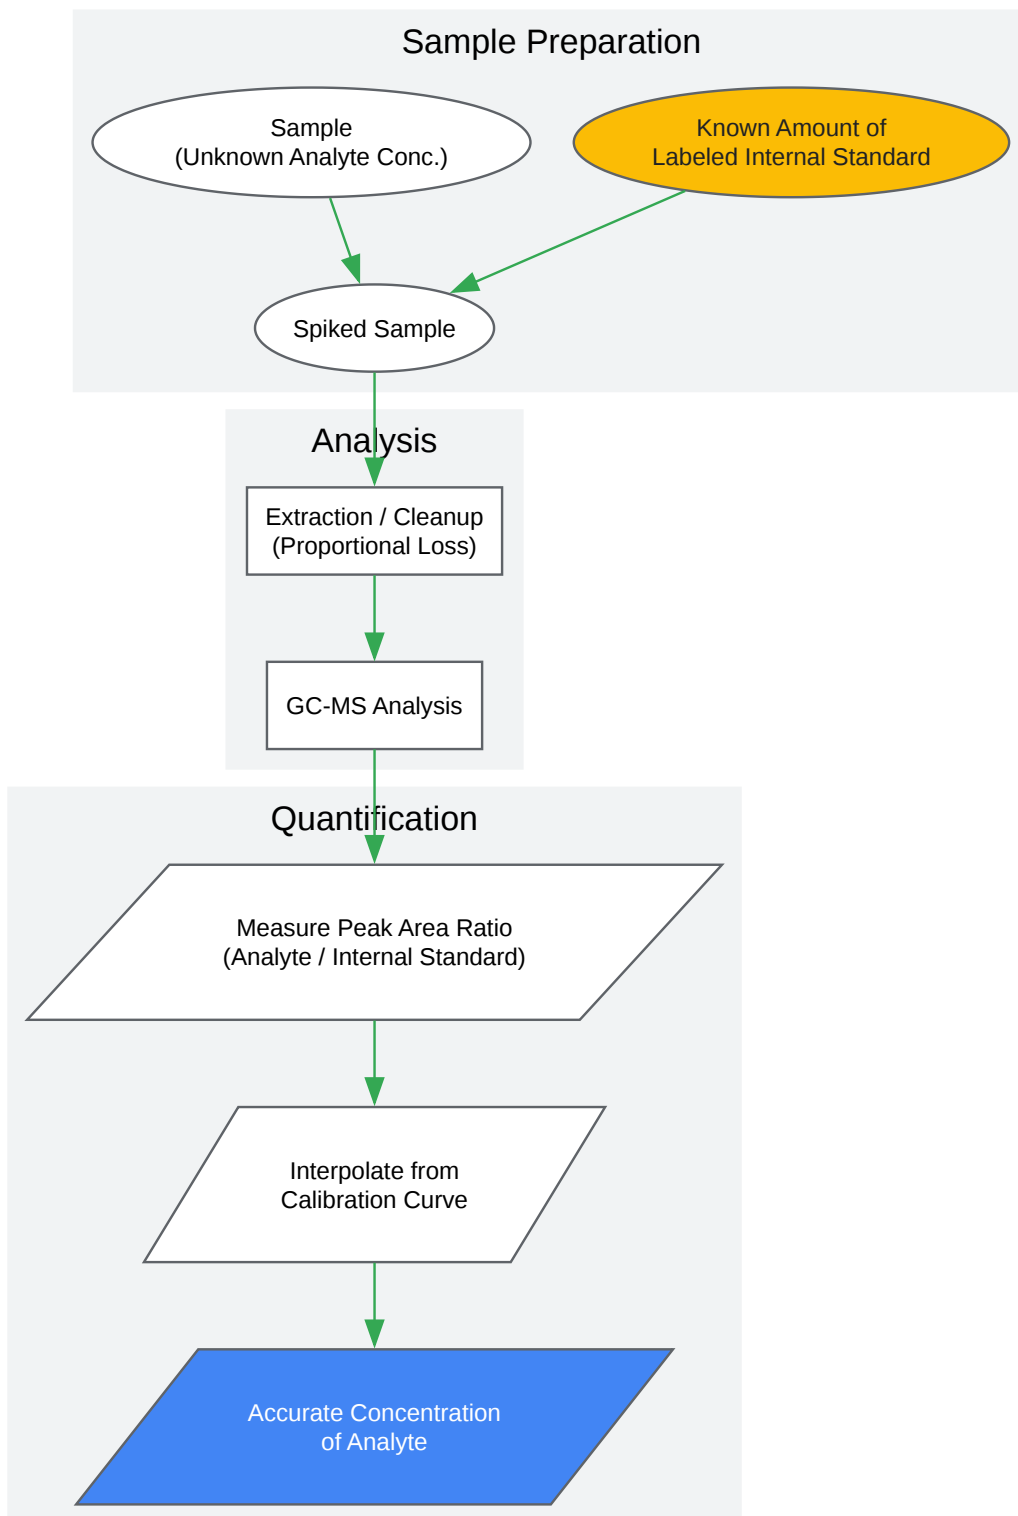 Sample Preparation
Sample
(Unknown Analyte Conc.)
Known Amount of
Labeled Internal Standard
Spiked Sample
Analysis
Extraction / Cleanup
(Proportional Loss)
GC-MS Analysis
Quantification
Measure Peak Area Ratio
(Analyte / Internal Standard)
Interpolate from
Calibration Curve
Accurate Concentration
of Analyte